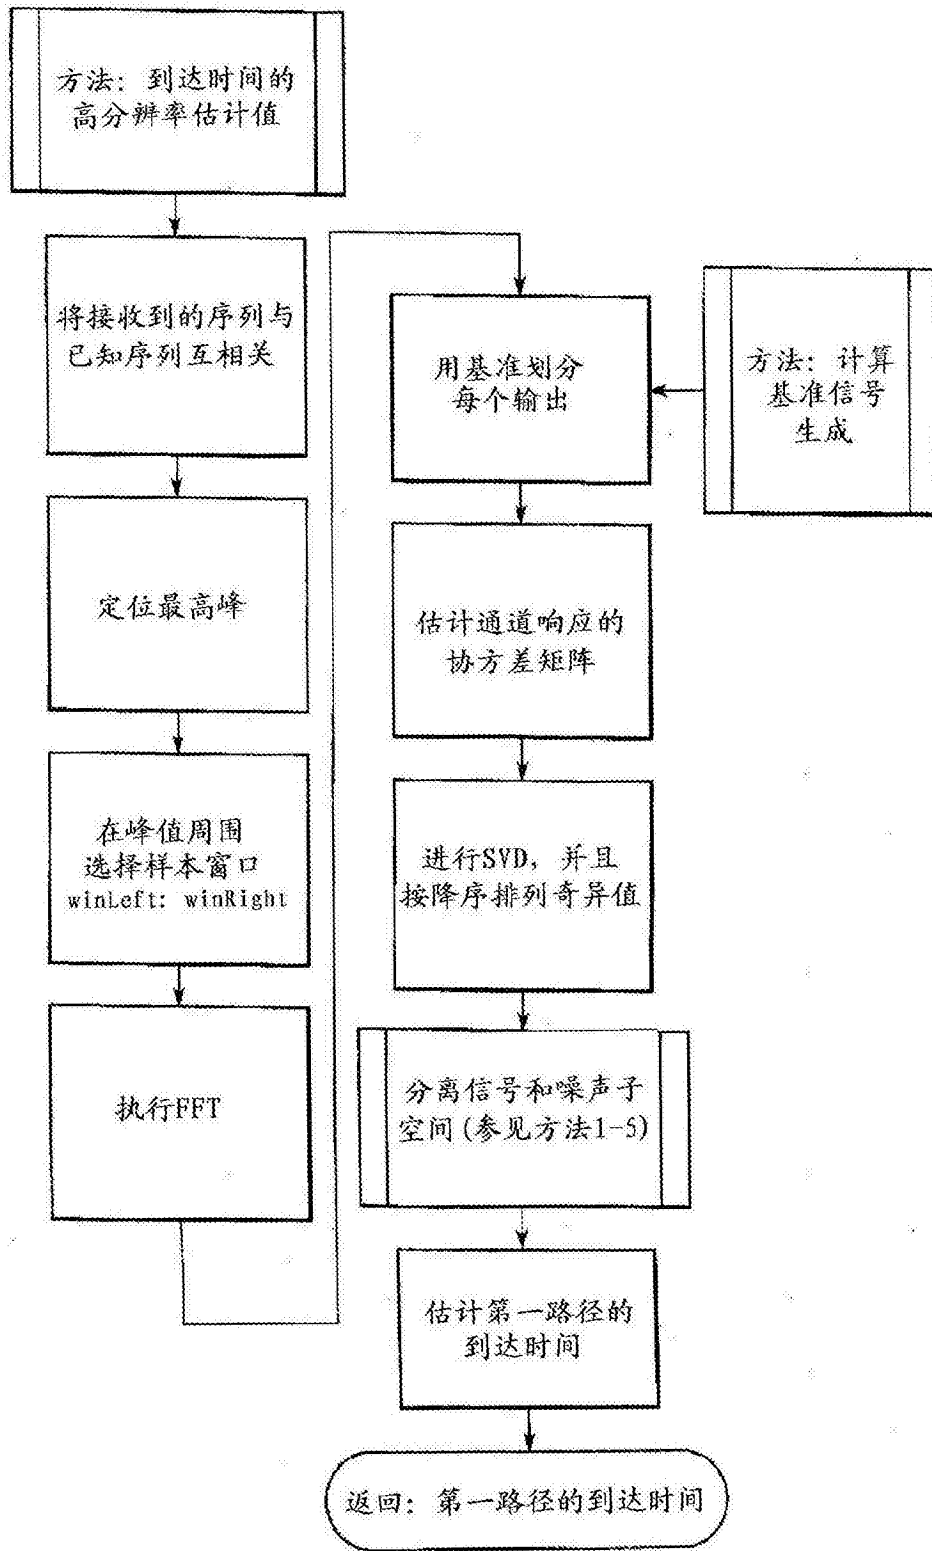 方法：到达时间的
高分辨率估计值
将接收到的序列与
已知序列互相关
定位最高峰
在峰值周围
选择样本窗口
winLeft: winRight
执行FFT
用基准划分
每个输出
方法：计算
基准信号
生成
估计通道响应的
协方差矩阵
进行SVD，并且
按降序排列奇异值
分离信号和噪声子
空间(参见方法1-5)
估计第一路径的
到达时间
返回：第一路径的到达时间